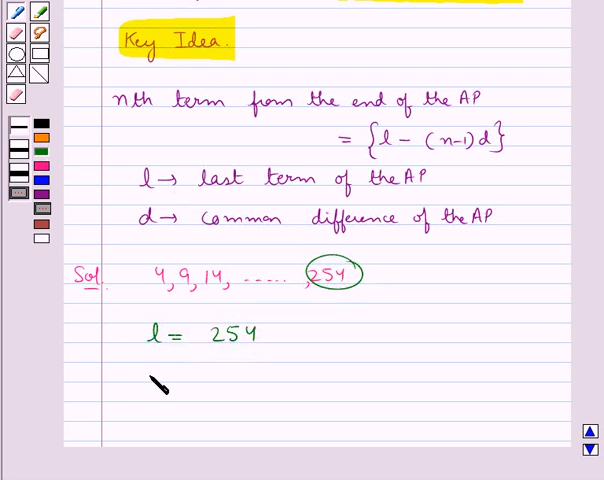 Key Idea.
nth term from the end of the AP
= {l - (n-1)d}
l → last term of the AP
d → common difference of the AP
Sol. 4, 9, 14, ....., 254
l = 254